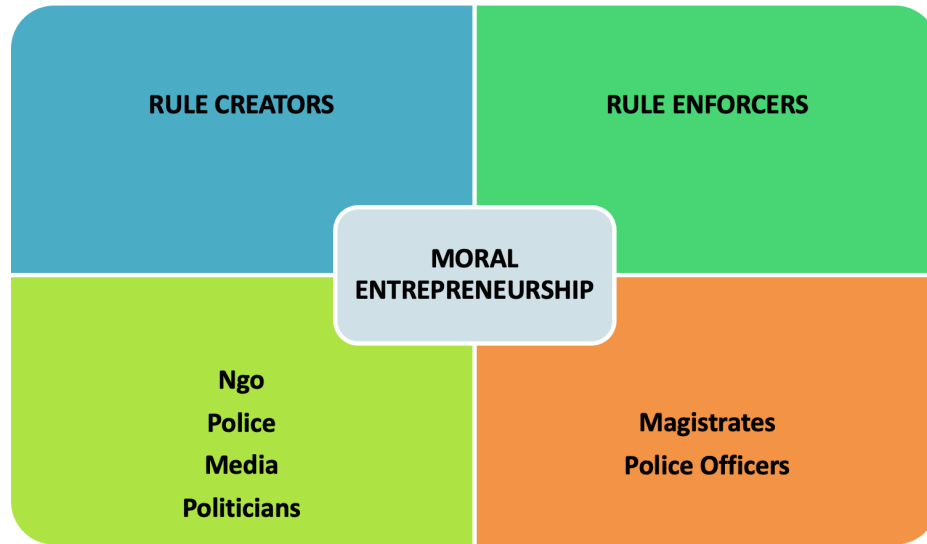 RULE CREATORS
RULE ENFORCERS
MORAL
ENTREPRENEURSHIP
Ngo
Police
Media
Politicians
Magistrates
Police Officers